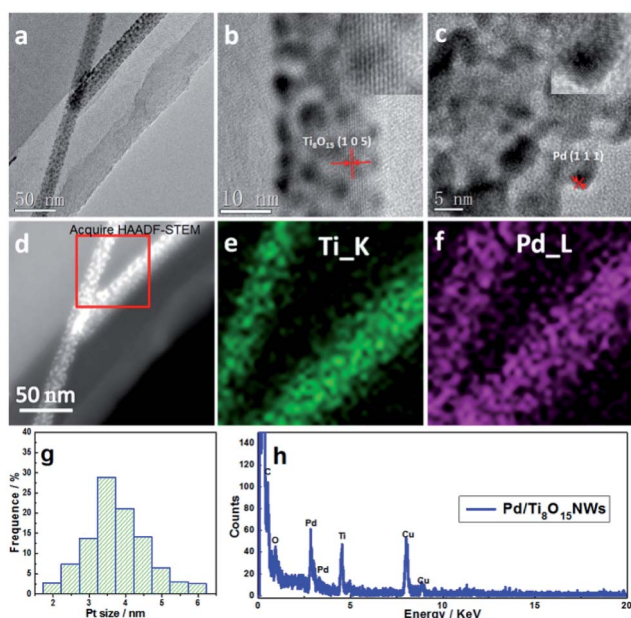 a
50 nm
b
Ti₈O₁₅ (1 0 5)
10 nm
c
Pd (1 1 1)
5 nm
d
Acquire HAADF-STEM
50 nm
e
Ti_K
f
Pd_L
g
Frequence / %
40
35
30
25
20
15
10
5
0
2 3 4 5 6
Pt size / nm
h
Counts
140
120
100
80
60
40
20
0
C
O
Pd
Pd
Ti
Cu
Cu
Pd/Ti₈O₁₅NWs
0 5 10 15 20
Energy / KeV